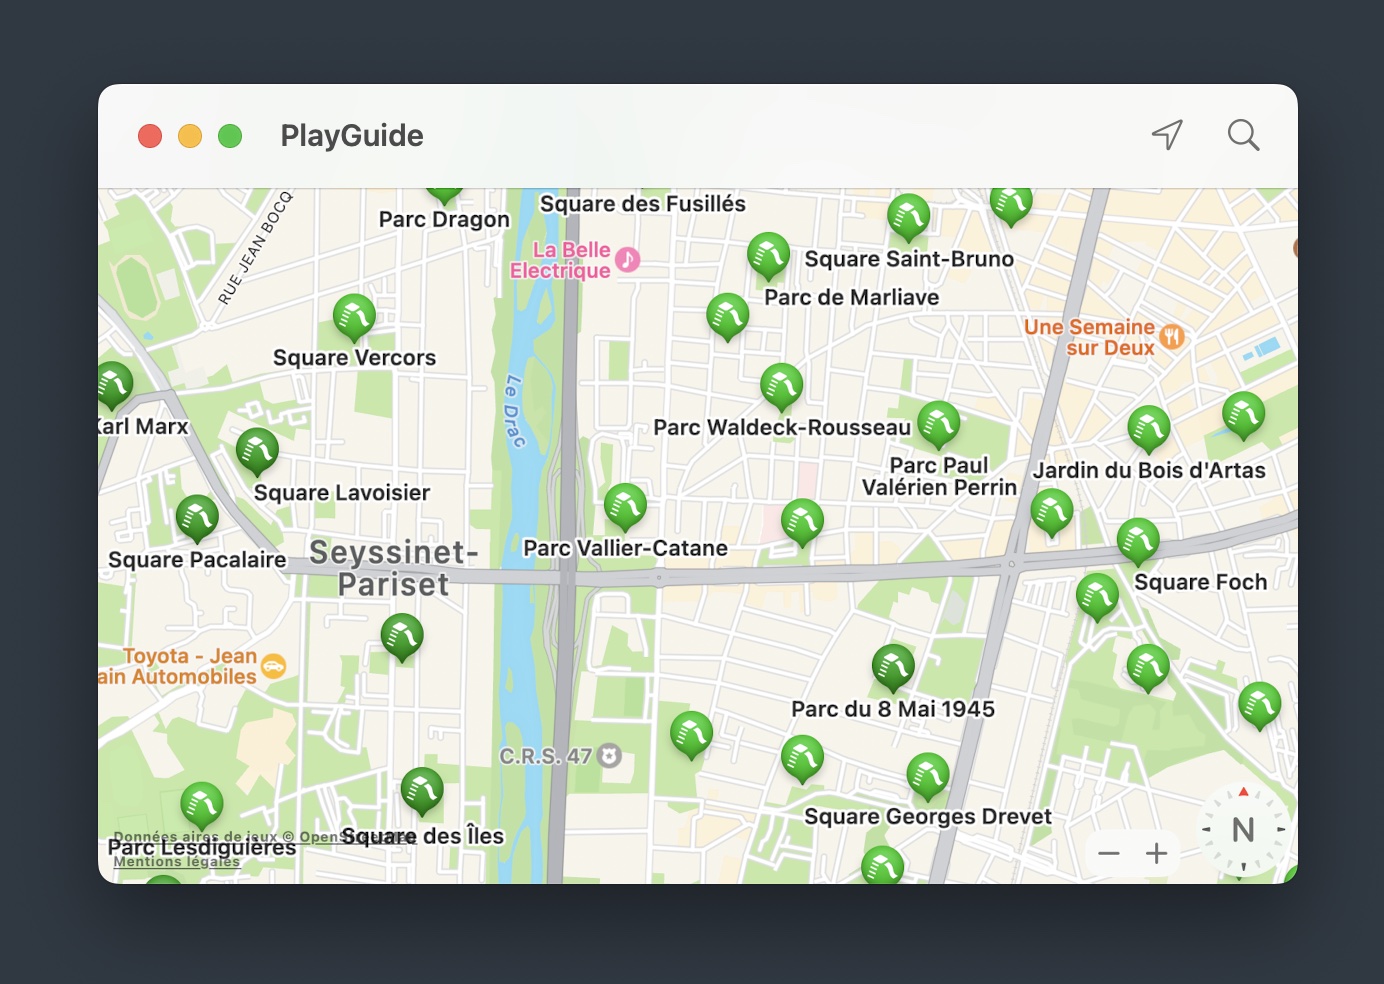 PlayGuide
RUE JEAN BOCQ
Parc Dragon
Square des Fusillés
La Belle
Electrique
Square Saint-Bruno
Parc de Marliave
Une Semaine
sur Deux
Square Vercors
Le Drac
Karl Marx
Parc Waldeck-Rousseau
Parc Paul
Valérien Perrin
Jardin du Bois d'Artas
Square Lavoisier
Parc Vallier-Catane
Square Pacalaire
Seyssinet-
Pariset
Square Foch
Toyota - Jean
ain Automobiles
Parc du 8 Mai 1945
C.R.S. 47
Square Georges Drevet
Données aires de jeux ©
Square des Îles
Parc Lesdiguières
Mentions légales
N